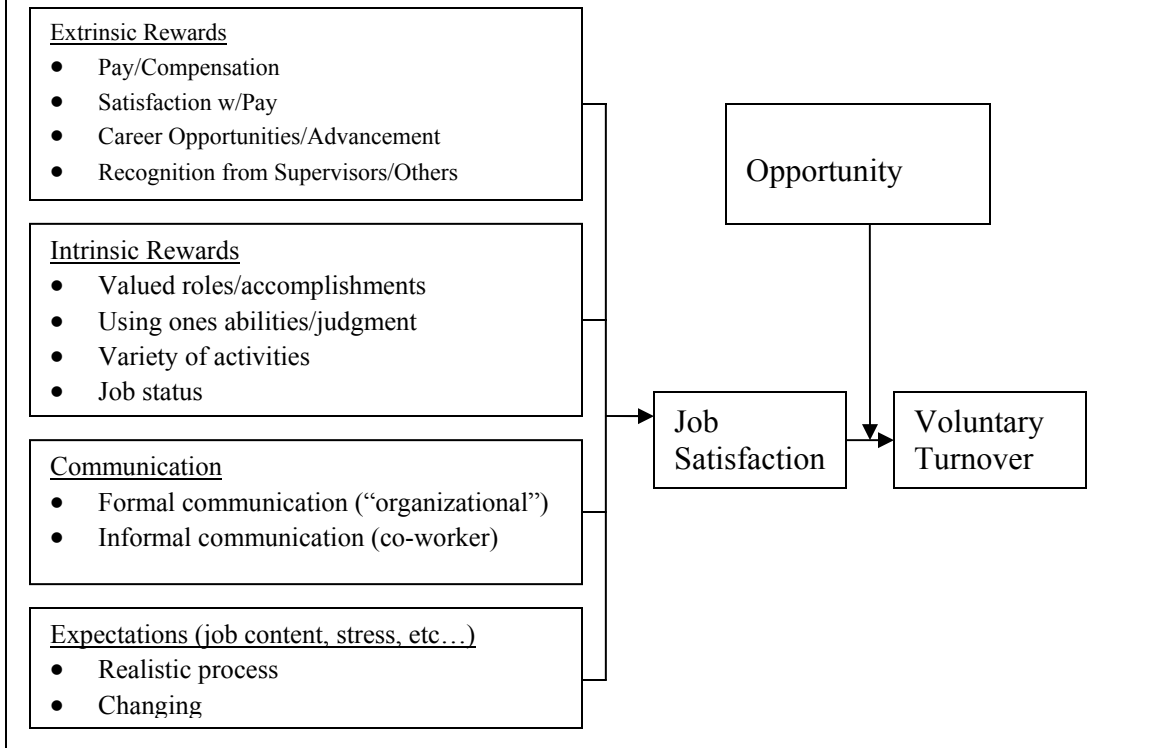 Extrinsic Rewards
• Pay/Compensation
• Satisfaction w/Pay
• Career Opportunities/Advancement
• Recognition from Supervisors/Others
Intrinsic Rewards
• Valued roles/accomplishments
• Using ones abilities/judgment
• Variety of activities
• Job status
Communication
• Formal communication (“organizational”)
• Informal communication (co-worker)
Expectations (job content, stress, etc…)
• Realistic process
• Changing
Opportunity
Job
Satisfaction
Voluntary
Turnover